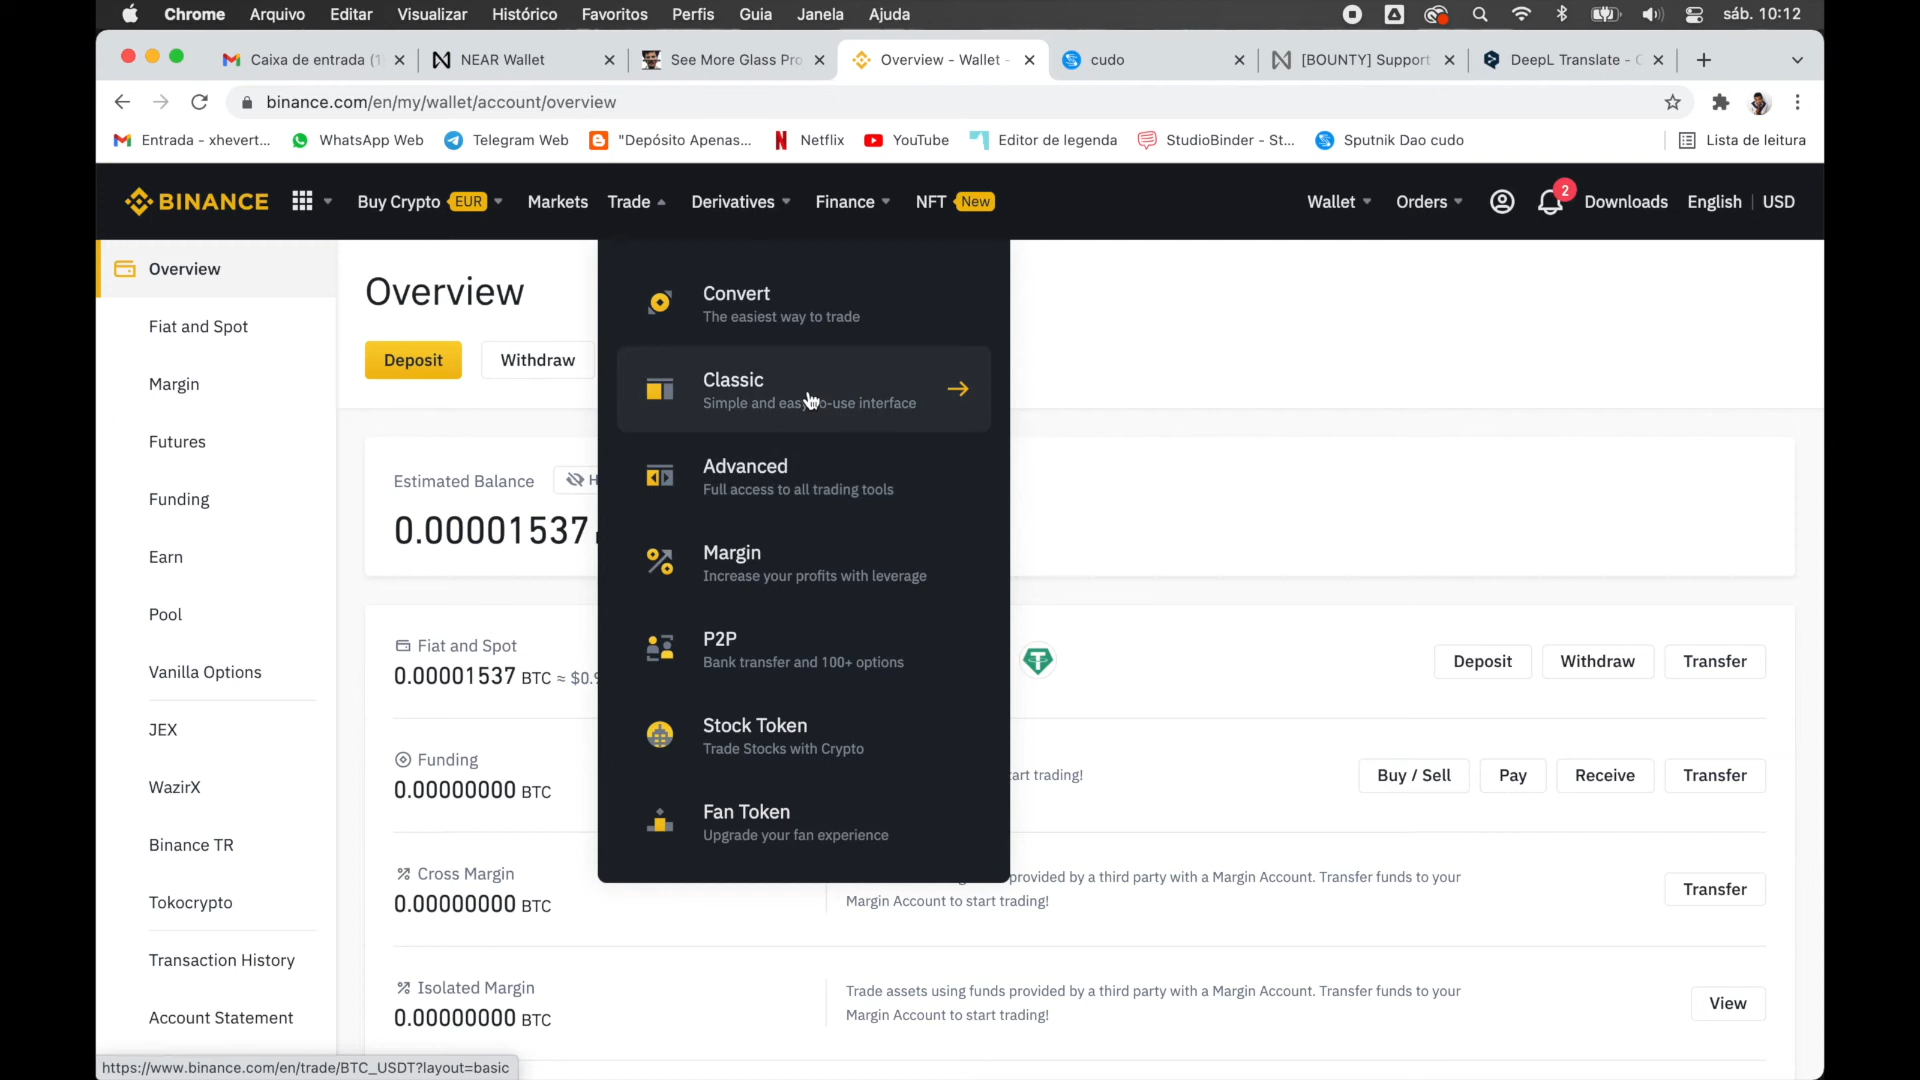 Chrome Arquivo Editar Visualizar Histórico Favoritos Perfis Guia Janela Ajuda sáb. 10:12
Caixa de entrada (1 NEAR Wallet See More Glass Pro Overview - Wallet - cudo [BOUNTY] Support DeepL Translate -
binance.com/en/my/wallet/account/overview
Entrada - xhevert... WhatsApp Web Telegram Web "Depósito Apenas... Netflix YouTube Editor de legenda StudioBinder - St... Sputnik Dao cudo Lista de leitura
BINANCE Buy Crypto EUR Markets Trade Derivatives Finance NFT New Wallet Orders 2 Downloads English USD
Overview
Fiat and Spot
Margin
Futures
Funding
Earn
Pool
Vanilla Options
JEX
WazirX
Binance TR
Tokocrypto
Transaction History
Account Statement
Overview
Deposit Withdraw
Estimated Balance H
0.00001537
Convert
The easiest way to trade
Classic
Simple and easy-to-use interface
Advanced
Full access to all trading tools
Margin
Increase your profits with leverage
P2P
Bank transfer and 100+ options
Stock Token
Trade Stocks with Crypto
Fan Token
Upgrade your fan experience
Fiat and Spot
0.00001537 BTC ≈ $0.
Deposit Withdraw Transfer
Funding
0.00000000 BTC
art trading!
Buy / Sell Pay Receive Transfer
Cross Margin
0.00000000 BTC
provided by a third party with a Margin Account. Transfer funds to your
Margin Account to start trading!
Transfer
Isolated Margin
0.00000000 BTC
Trade assets using funds provided by a third party with a Margin Account. Transfer funds to your
Margin Account to start trading!
View
https://www.binance.com/en/trade/BTC_USDT?layout=basic